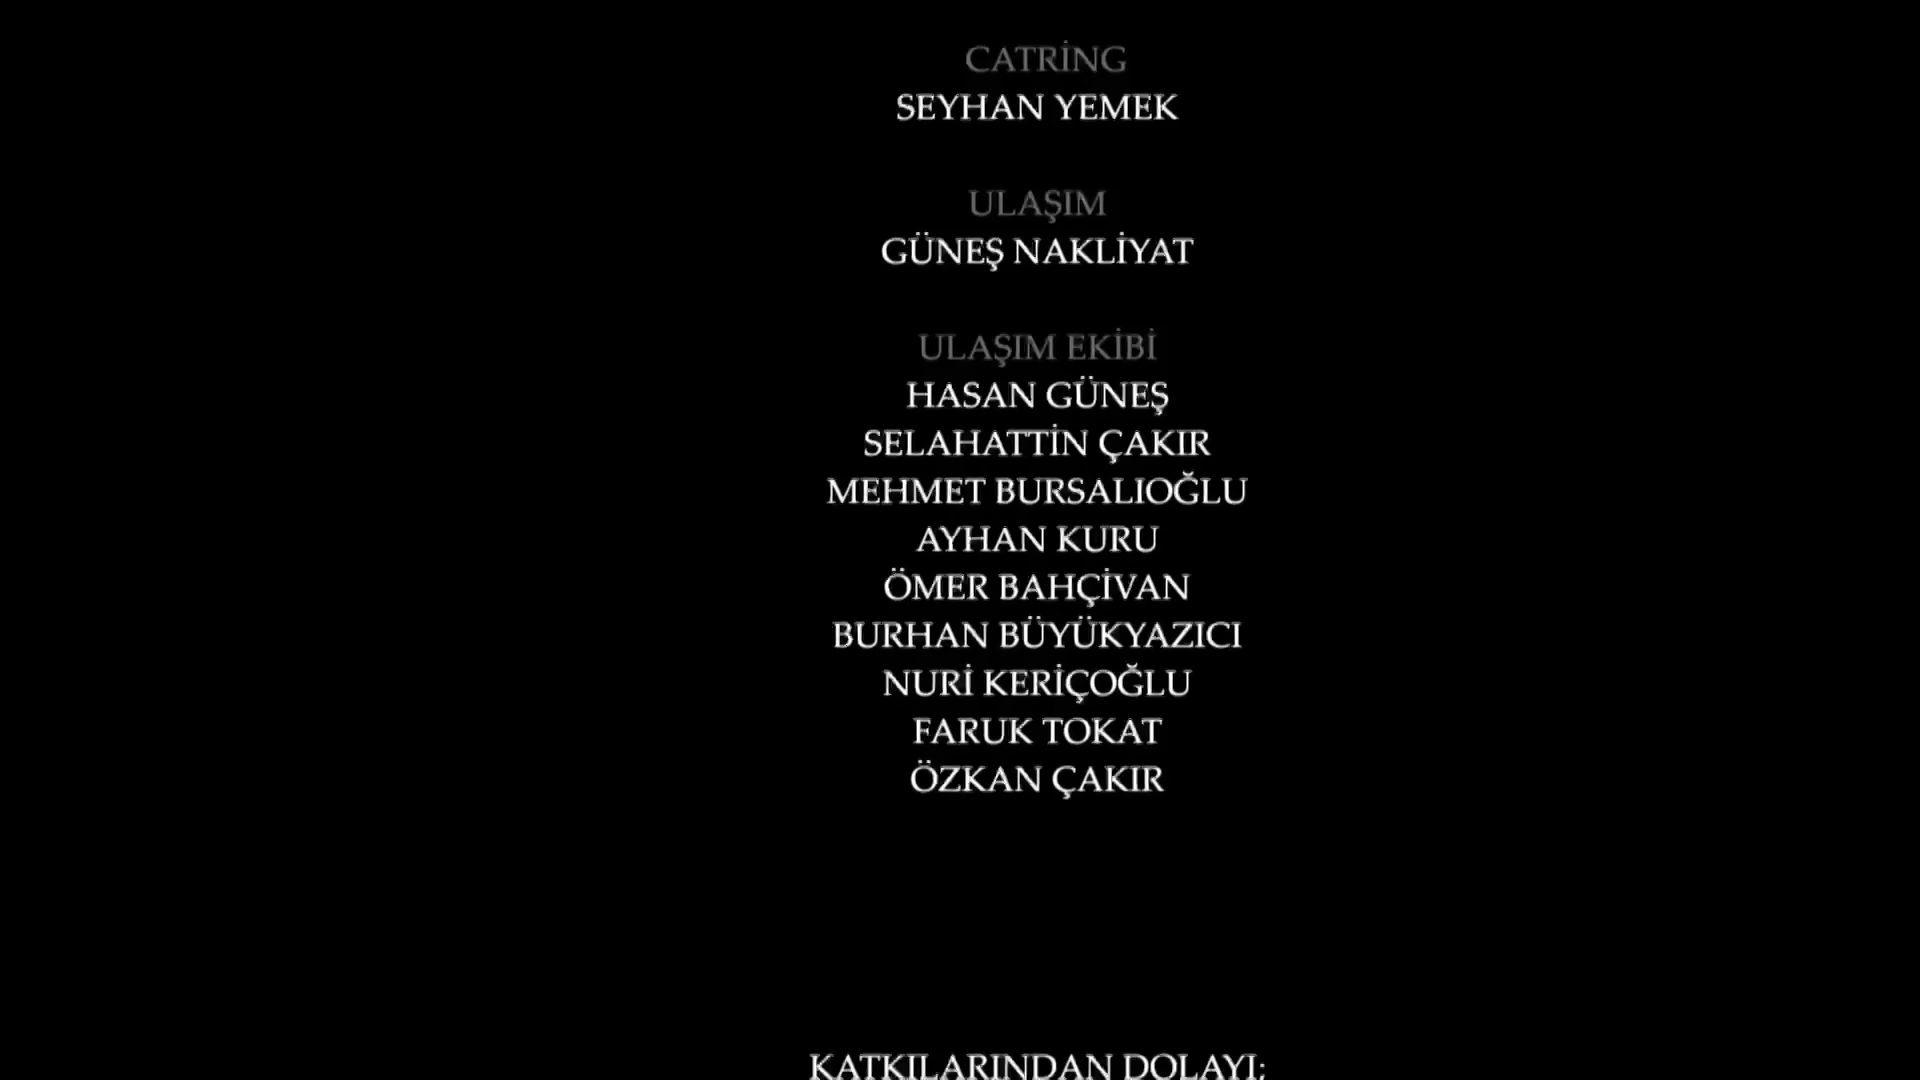 CATRİNG
SEYHAN YEMEK
ULAŞIM
GÜNEŞ NAKLİYAT
ULAŞIM EKİBİ
HASAN GÜNEŞ
SELAHATTİN ÇAKIR
MEHMET BURSALIOĞLU
AYHAN KURU
ÖMER BAHÇİVAN
BURHAN BÜYÜKYAZICI
NURİ KERİÇOĞLU
FARUK TOKAT
ÖZKAN ÇAKIR
KATKILARINDAN DOLAYI;